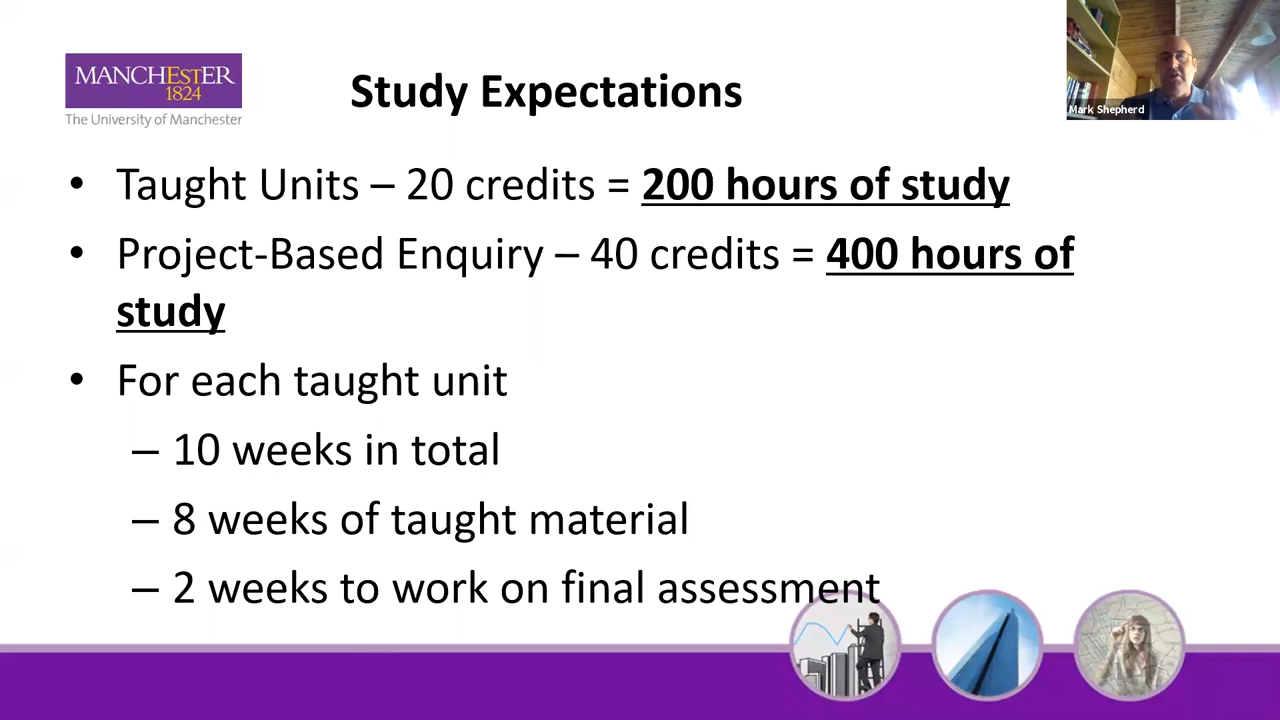 MANCHESTER
1824
The University of Manchester
Study Expectations
Mark Shepherd
• Taught Units – 20 credits = 200 hours of study
• Project-Based Enquiry – 40 credits = 400 hours of
study
• For each taught unit
– 10 weeks in total
– 8 weeks of taught material
– 2 weeks to work on final assessment